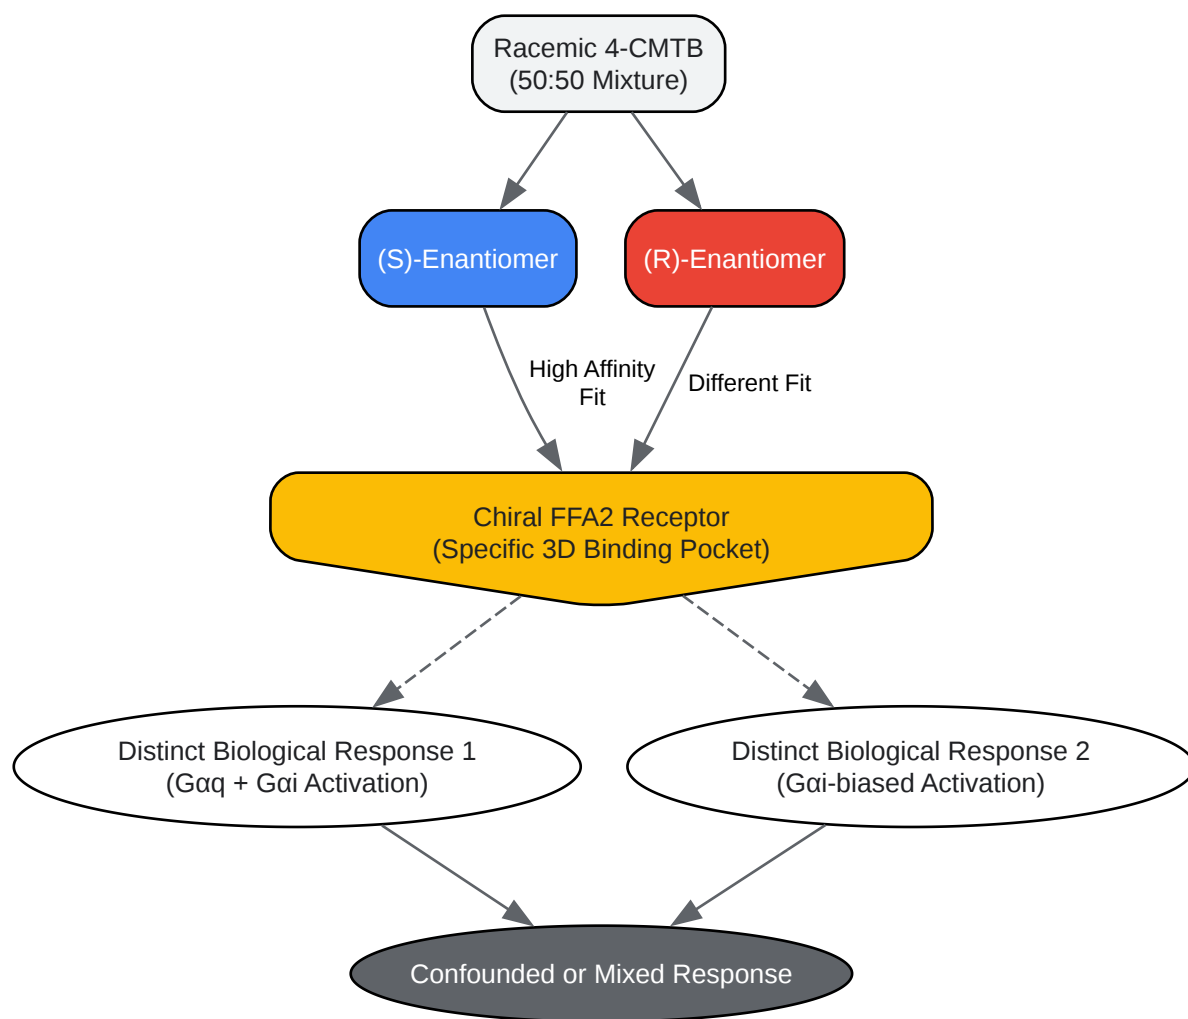 Racemic 4-CMTB
(50:50 Mixture)
(S)-Enantiomer
(R)-Enantiomer
High Affinity
Fit
Different Fit
Chiral FFA2 Receptor
(Specific 3D Binding Pocket)
Distinct Biological Response 1
(Gαq + Gαi Activation)
Distinct Biological Response 2
(Gαi-biased Activation)
Confounded or Mixed Response